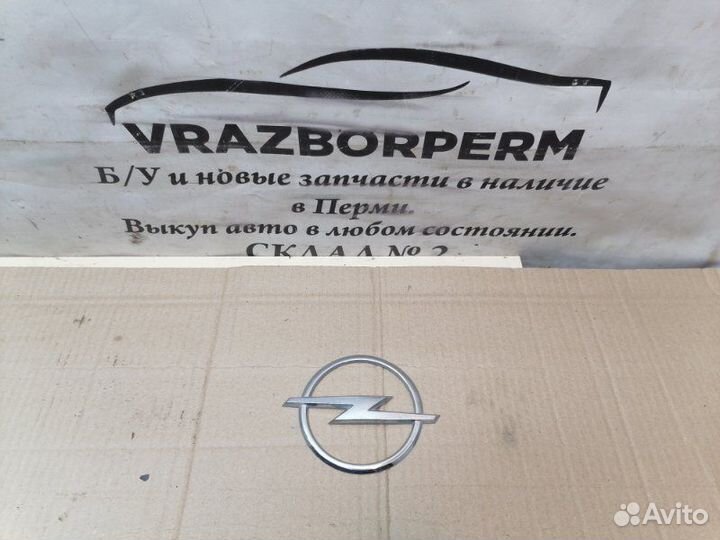 VRAZBORPERM
Б/У и новые запчасти в наличие
в Перми.
Выкуп авто в любом состоянии.
СКЛАД № 2
Avito